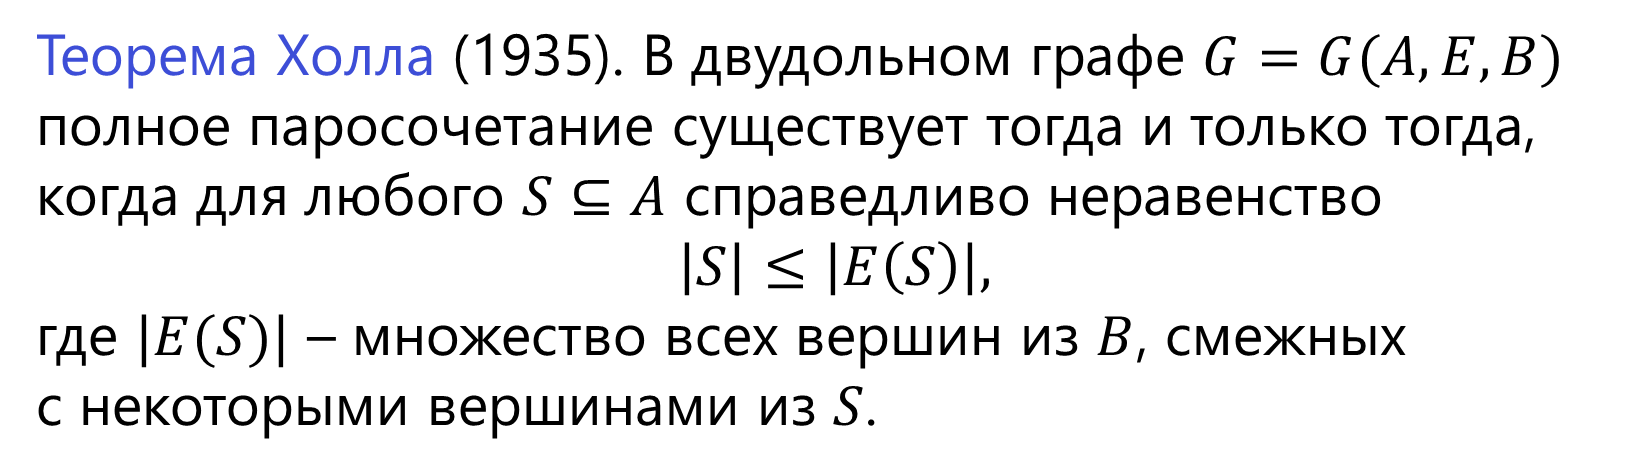 Теорема Холла (1935). В двудольном графе G = G(A, E, B)
полное паросочетание существует тогда и только тогда,
когда для любого S ⊆ A справедливо неравенство
|S| ≤ |E(S)|,
где |E(S)| – множество всех вершин из B, смежных
с некоторыми вершинами из S.